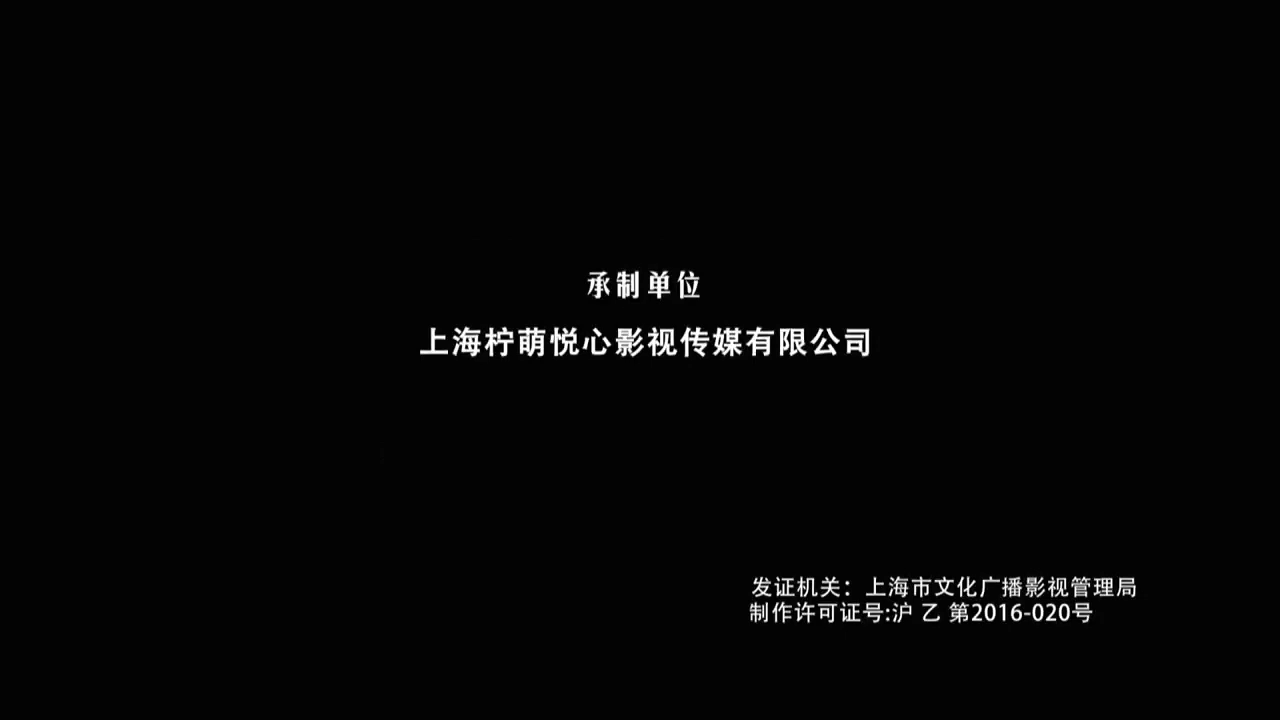 承制单位
上海柠萌悦心影视传媒有限公司
发证机关：上海市文化广播影视管理局
制作许可证号:沪 乙 第2016-020号